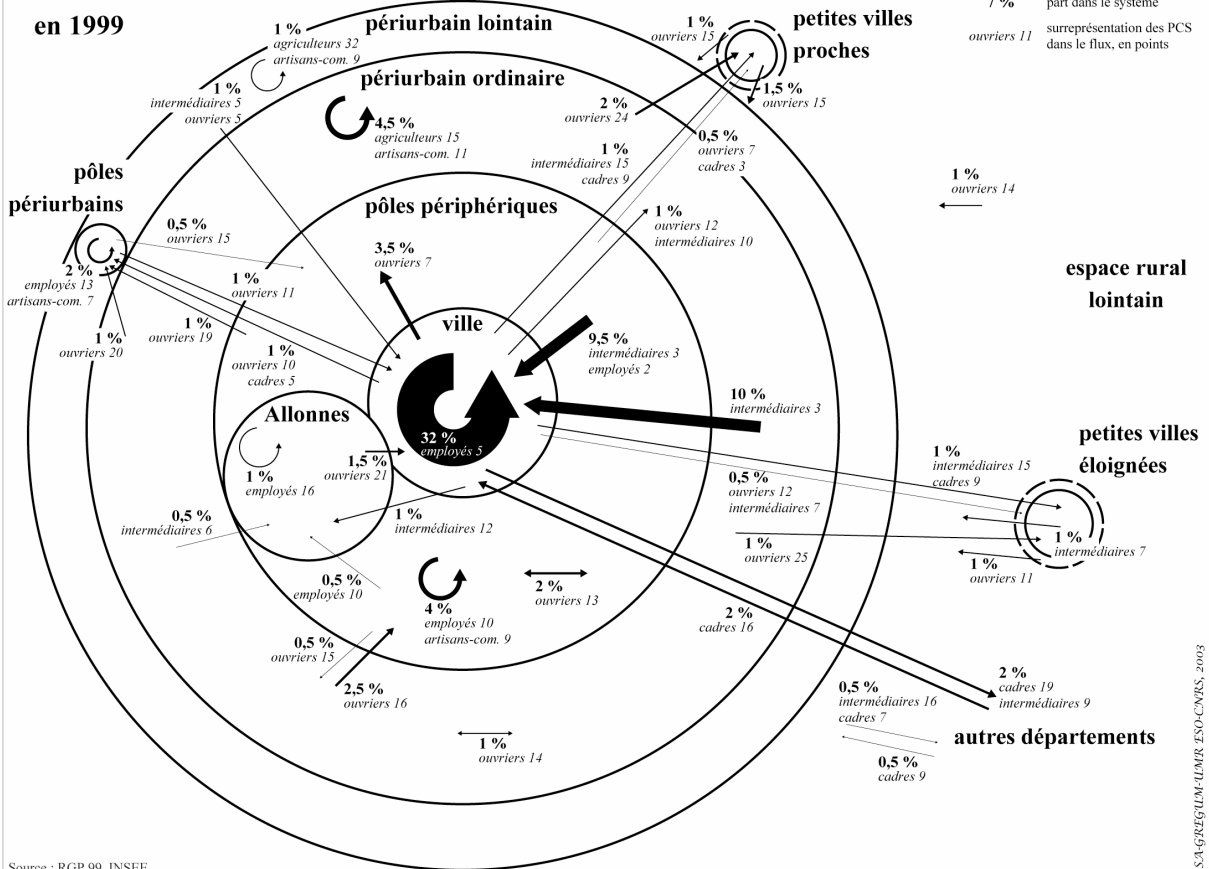 en 1999
périurbain lointain
petites villes
proches
7 %
part dans le système
ouvriers 11
surreprésentation des PCS
dans le flux, en points
1 %
agriculteurs 32
artisans-com. 9
1 %
ouvriers 15
périurbain ordinaire
1 %
intermédiaires 5
ouvriers 5
4,5 %
agriculteurs 15
artisans-com. 11
2 %
ouvriers 24
1,5 %
ouvriers 15
1 %
intermédiaires 15
cadres 9
0,5 %
ouvriers 7
cadres 3
pôles
périurbains
pôles périphériques
1 %
ouvriers 14
0,5 %
ouvriers 15
1 %
ouvriers 12
intermédiaires 10
3,5 %
ouvriers 7
2 %
employés 13
artisans-com. 7
1 %
ouvriers 11
espace rural
lointain
1 %
ouvriers 20
1 %
ouvriers 19
1 %
ouvriers 10
cadres 5
ville
9,5 %
intermédiaires 3
employés 2
10 %
intermédiaires 3
Allonnes
32 %
employés 5
petites villes
éloignées
1 %
employés 16
1,5 %
ouvriers 21
1 %
intermédiaires 15
cadres 9
0,5 %
ouvriers 12
intermédiaires 7
0,5 %
intermédiaires 6
1 %
intermédiaires 12
1 %
ouvriers 25
1 %
intermédiaires 7
1 %
ouvriers 11
0,5 %
employés 10
4 %
employés 10
artisans-com. 9
2 %
ouvriers 13
2 %
cadres 16
0,5 %
ouvriers 15
2,5 %
ouvriers 16
2 %
cadres 19
intermédiaires 9
0,5 %
intermédiaires 16
cadres 7
autres départements
1 %
ouvriers 14
0,5 %
cadres 9
SA-GREGUM-UMR ESO-CNRS, 2003
Source : RGP 99, INSEE